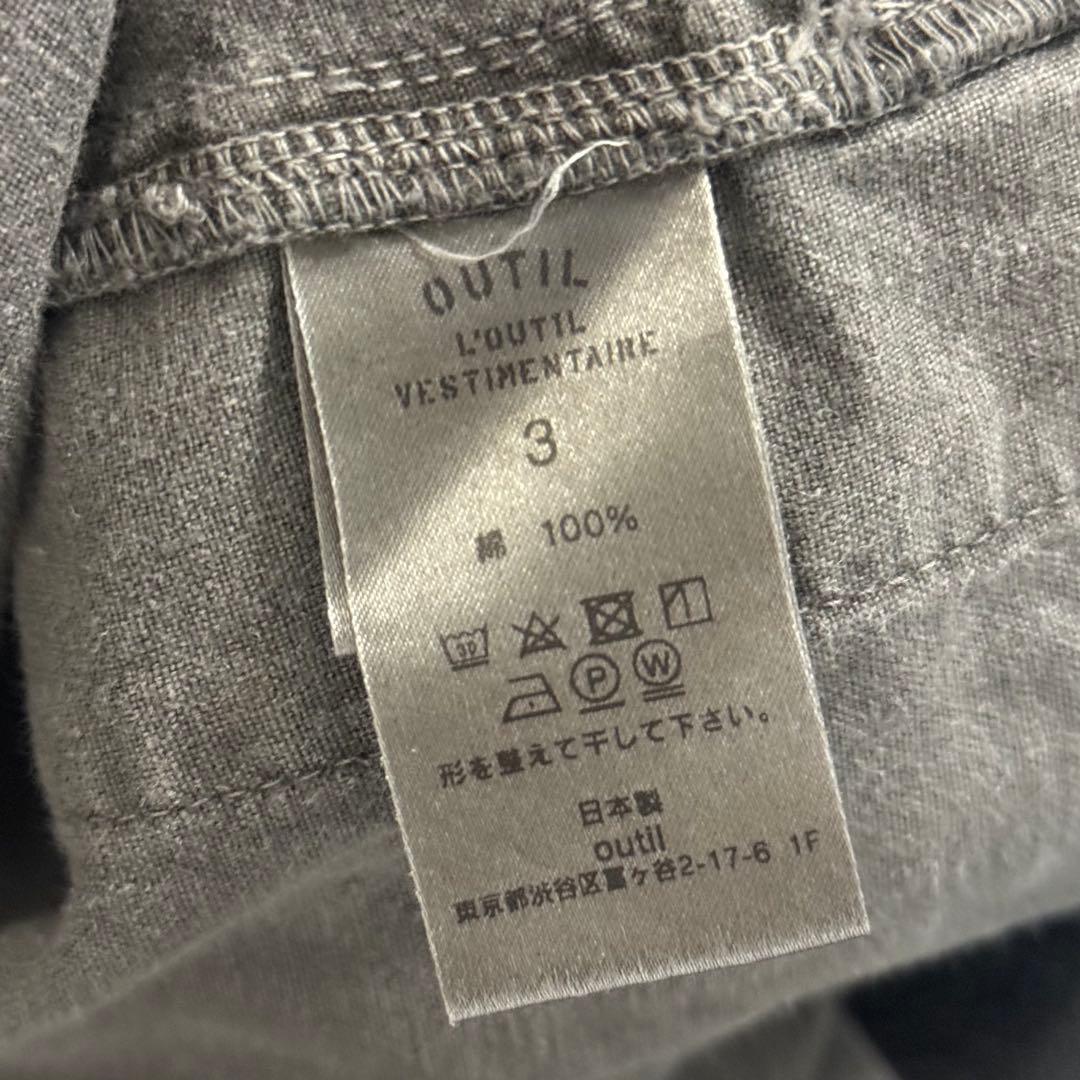 OUTIL
L'OUTIL
VESTIMENTAIRE
3
綿 100%
30
P W
形を整えて干して下さい。
日本製
outil
東京都渋谷区富ヶ谷2-17-6 1F